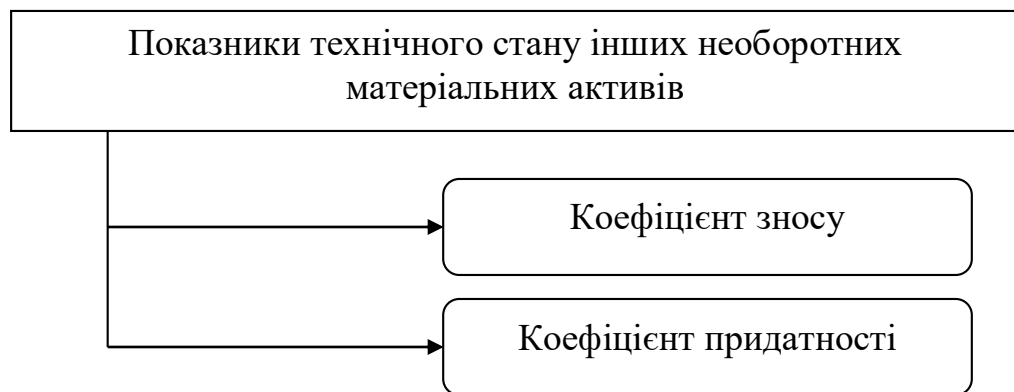 Показники технічного стану інших необоротних
матеріальних активів
Коефіцієнт зносу
Коефіцієнт придатності